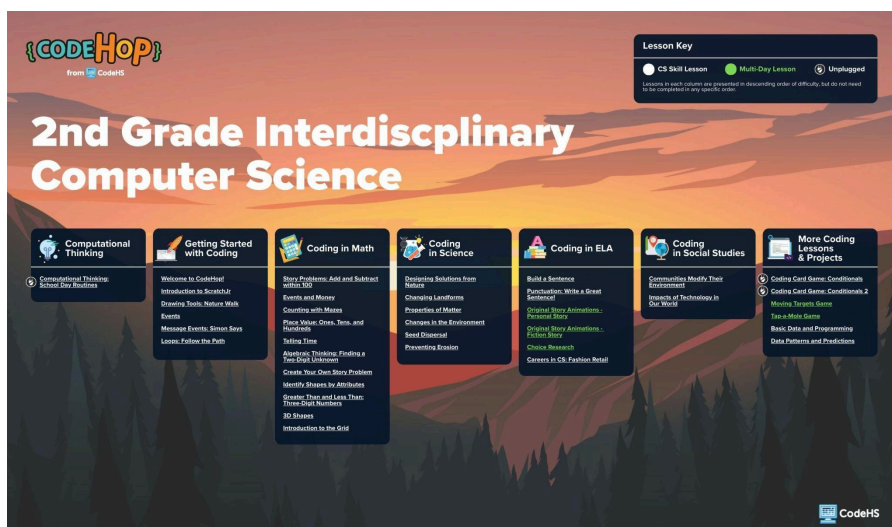 {CODEHOP}
from CodeHS
Lesson Key
CS Skill Lesson
Multi-Day Lesson
Unplugged
Lessons in each column are presented in descending order of difficulty, but do not need
to be completed in any specific order.
2nd Grade Interdiscplinary
Computer Science
Computational
Thinking
Computational Thinking:
School Day Routines
Getting Started
with Coding
Welcome to CodeHop!
Introduction to ScratchJr
Drawing Tools: Nature Walk
Events
Message Events: Simon Says
Loops: Follow the Path
Coding in Math
Story Problems: Add and Subtract
within 100
Events and Money
Counting with Mazes
Place Value: Ones, Tens, and
Hundreds
Telling Time
Algebraic Thinking: Finding a
Two-Digit Unknown
Create Your Own Story Problem
Identify Shapes by Attributes
Greater Than and Less Than:
Three-Digit Numbers
3D Shapes
Introduction to the Grid
Coding
in Science
Designing Solutions from
Nature
Changing Landforms
Properties of Matter
Changes in the Environment
Seed Dispersal
Preventing Erosion
Coding in ELA
Build a Sentence
Punctuation: Write a Great
Sentence!
Original Story Animations -
Personal Story
Original Story Animations -
Fiction Story
Choice Research
Careers in CS: Fashion Retail
Coding
in Social Studies
Communities Modify Their
Environment
Impacts of Technology in
Our World
More Coding
Lessons
& Projects
Coding Card Game: Conditionals
Coding Card Game: Conditionals 2
Moving Targets Game
Tap-a-Mole Game
Basic Data and Programming
Data Patterns and Predictions
CodeHS